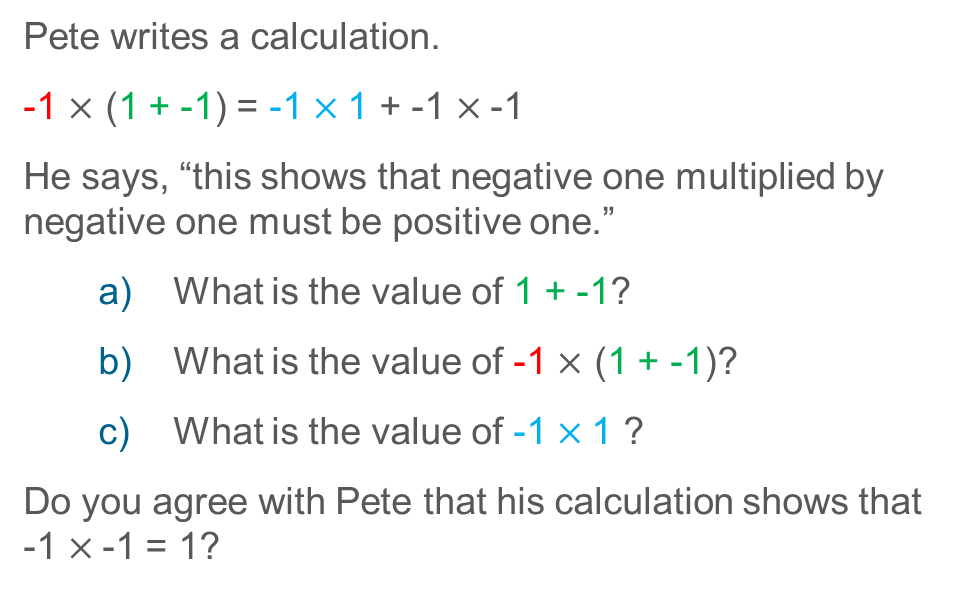 Pete writes a calculation.
-1 × (1 + -1) = -1 × 1 + -1 × -1
He says, “this shows that negative one multiplied by
negative one must be positive one.”
a) What is the value of 1 + -1?
b) What is the value of -1 × (1 + -1)?
c) What is the value of -1 × 1 ?
Do you agree with Pete that his calculation shows that
-1 × -1 = 1?